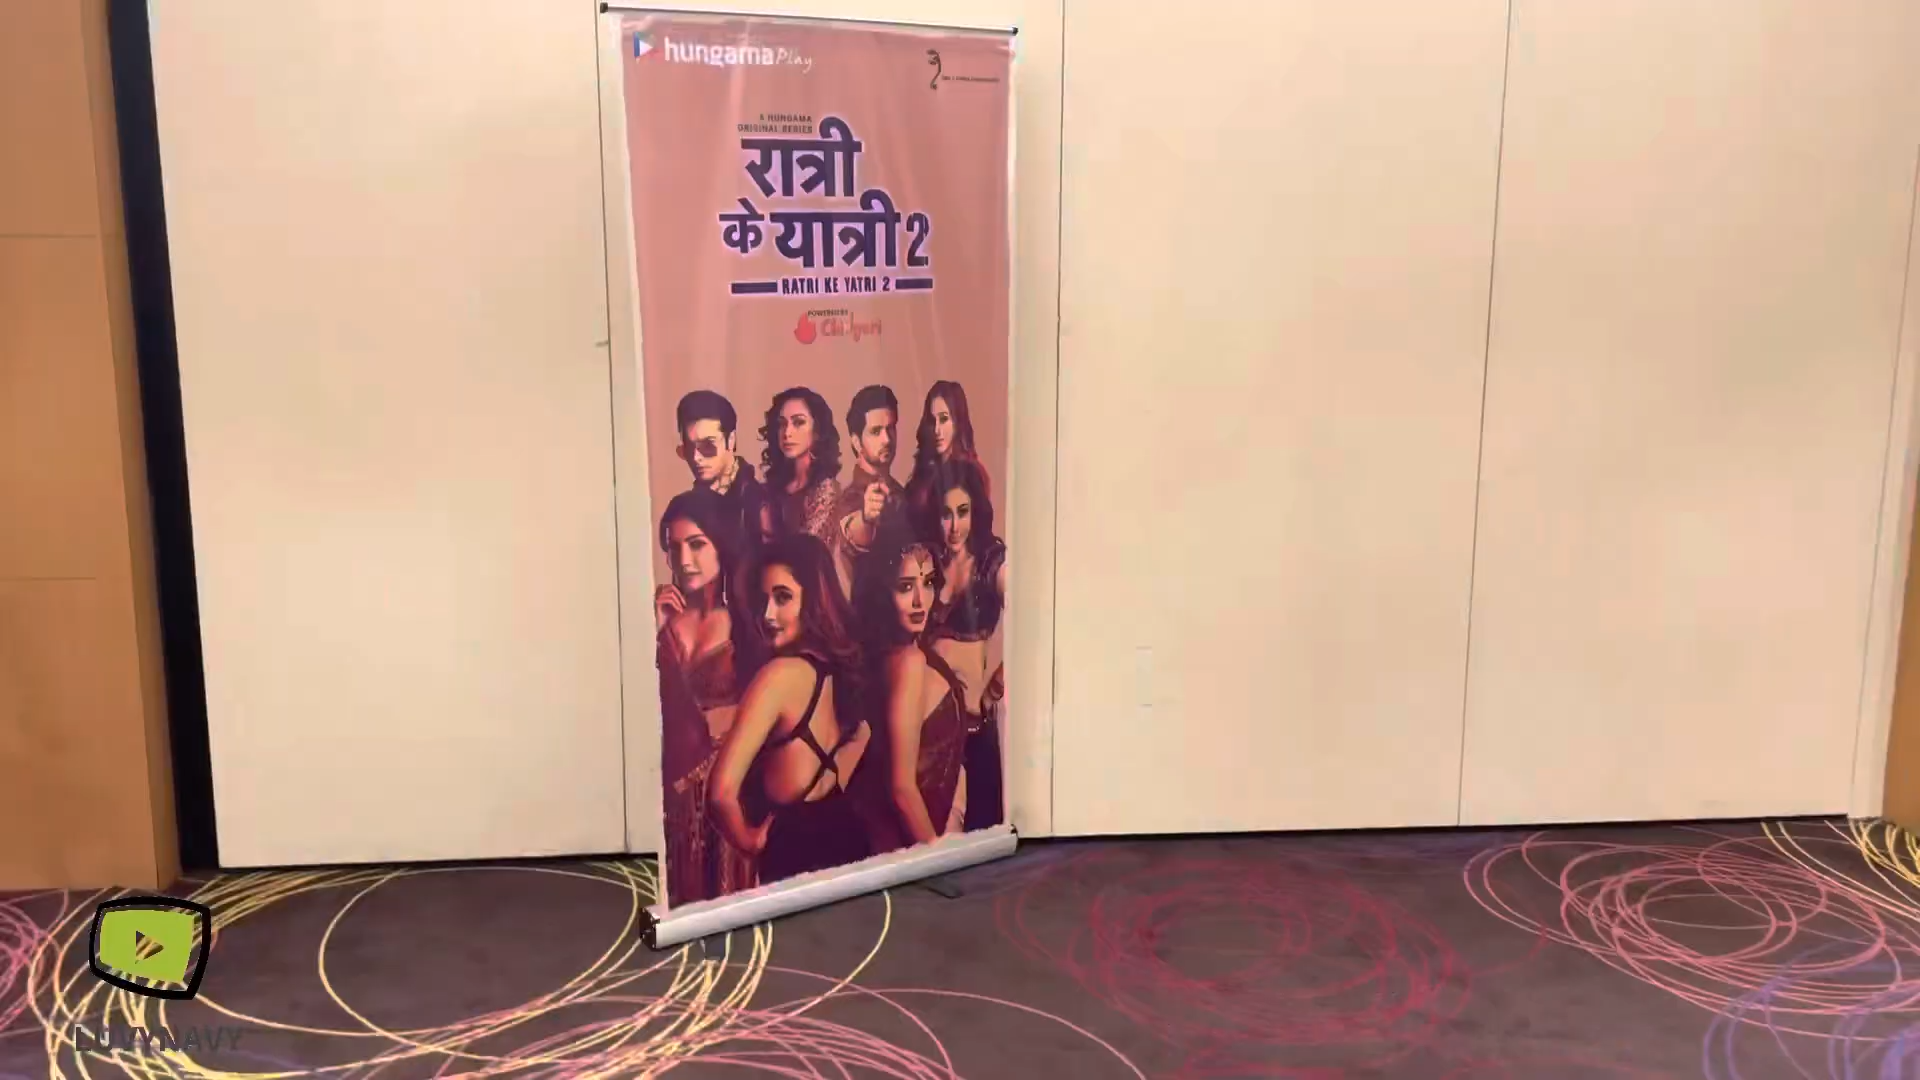 hungama Play
A HUNGAMA
ORIGINAL SERIES
रात्री
के यात्री 2
RATRI KE YATRI 2
POWERED BY
LUVYNAVY